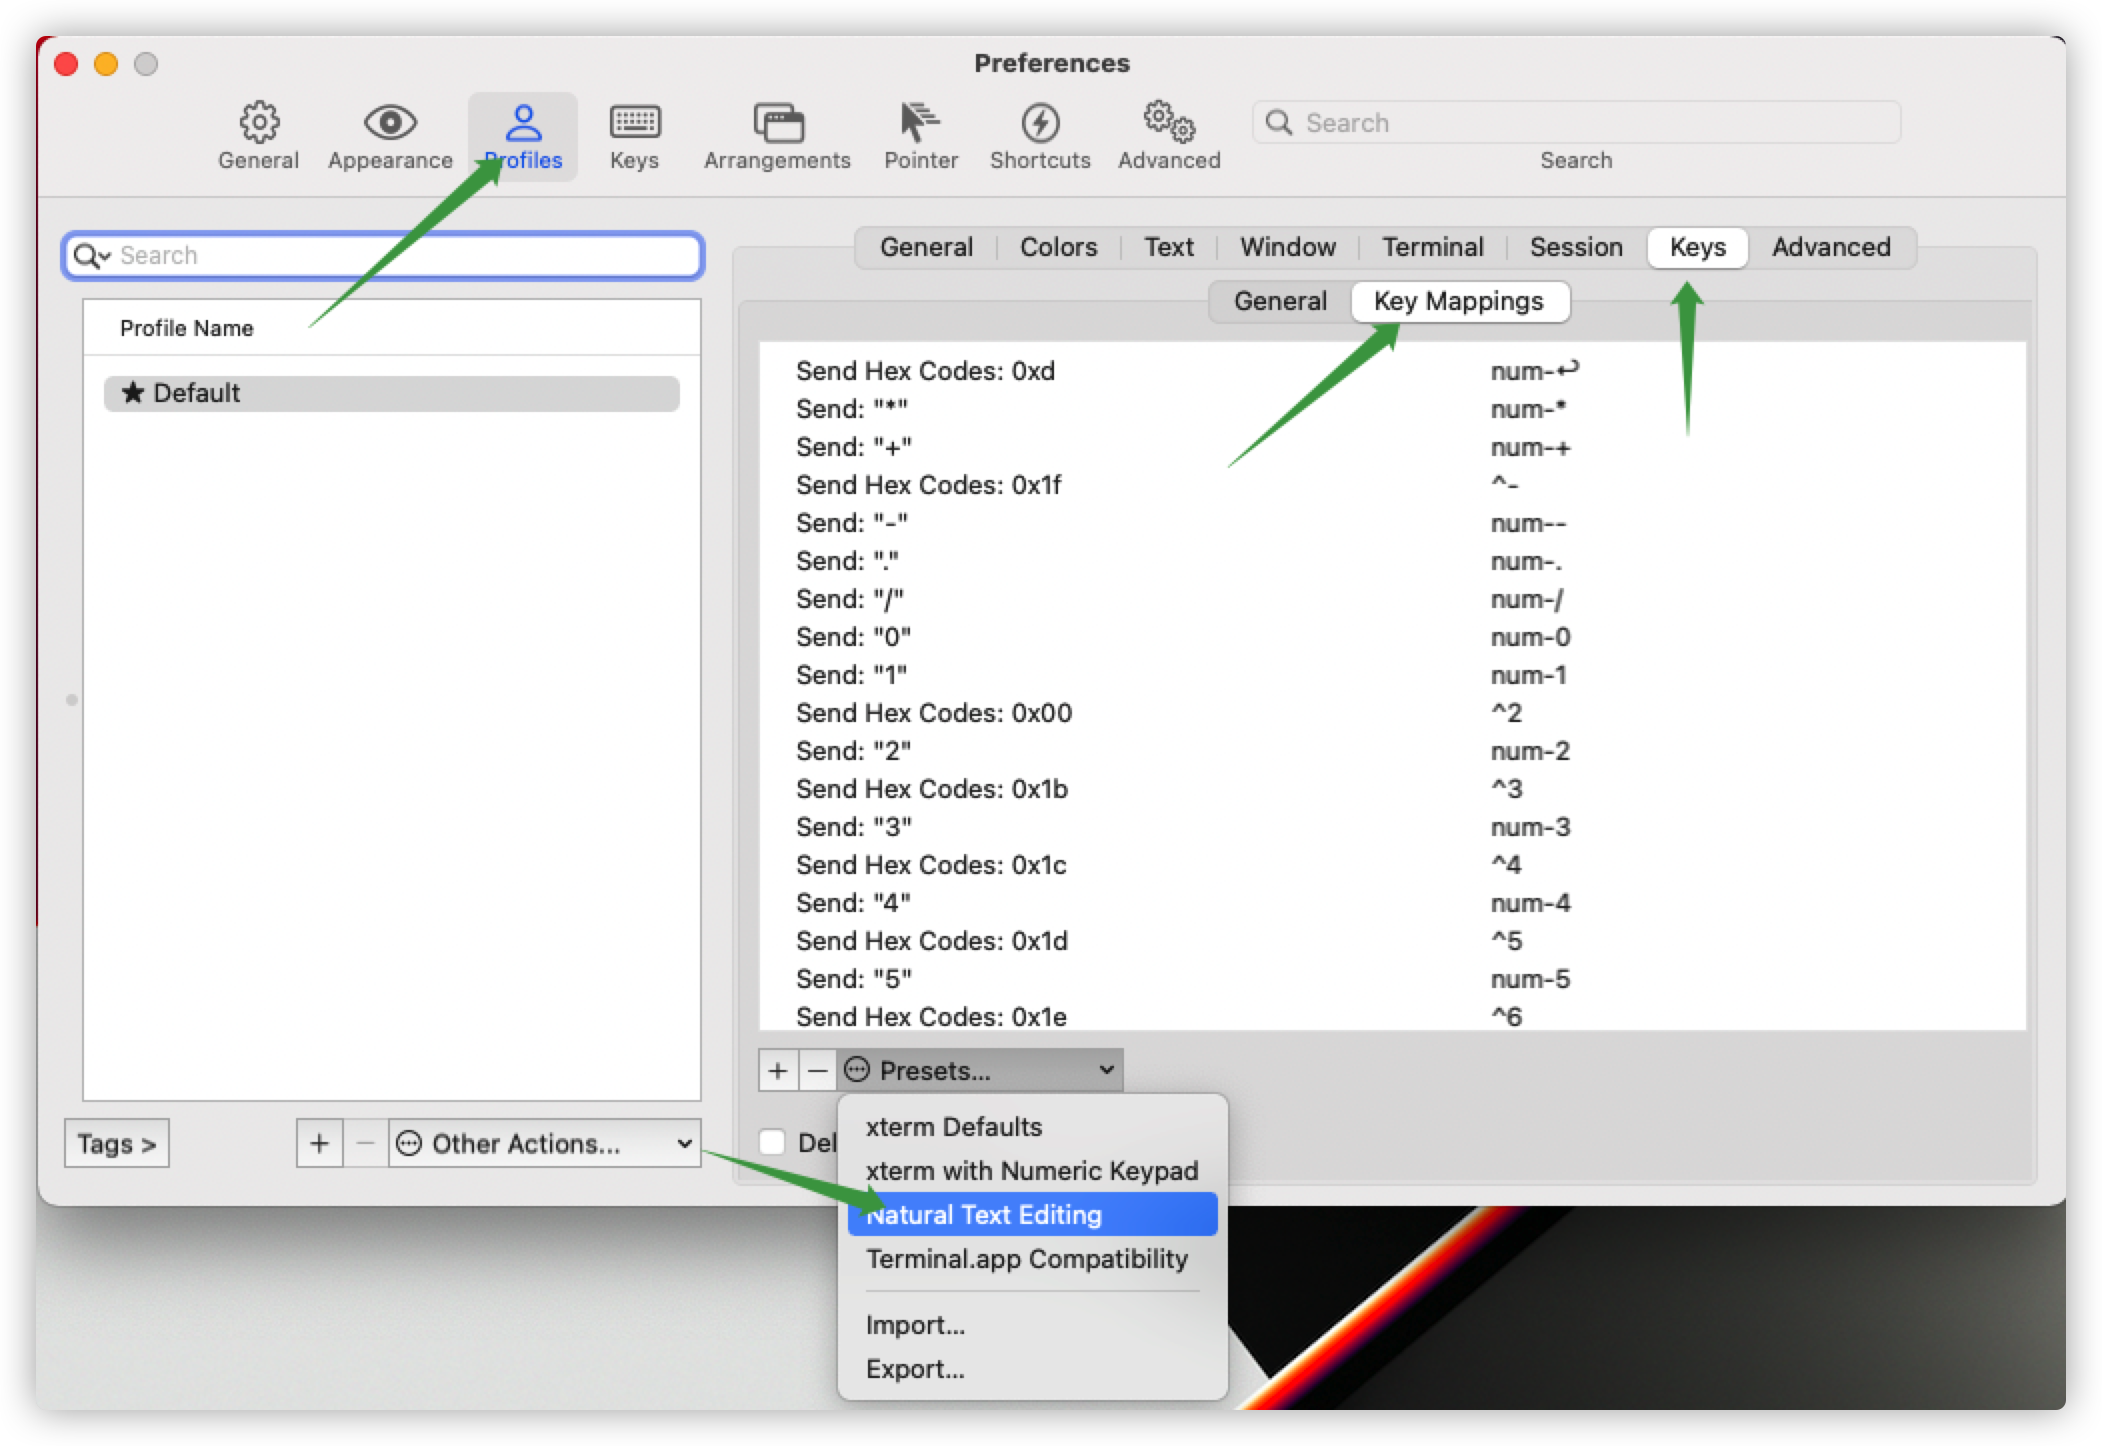 Preferences
General
Appearance
Profiles
Keys
Arrangements
Pointer
Shortcuts
Advanced
Search
Search
Search
Profile Name
★ Default
Tags >
+
−
Other Actions...
General
Colors
Text
Window
Terminal
Session
Keys
Advanced
General
Key Mappings
Send Hex Codes: 0xd num-↩
Send: "*" num-*
Send: "+" num-+
Send Hex Codes: 0x1f ^-
Send: "-" num--
Send: "." num-.
Send: "/" num-/
Send: "0" num-0
Send: "1" num-1
Send Hex Codes: 0x00 ^2
Send: "2" num-2
Send Hex Codes: 0x1b ^3
Send: "3" num-3
Send Hex Codes: 0x1c ^4
Send: "4" num-4
Send Hex Codes: 0x1d ^5
Send: "5" num-5
Send Hex Codes: 0x1e ^6
+
−
Presets...
Del
xterm Defaults
xterm with Numeric Keypad
Natural Text Editing
Terminal.app Compatibility
Import...
Export...